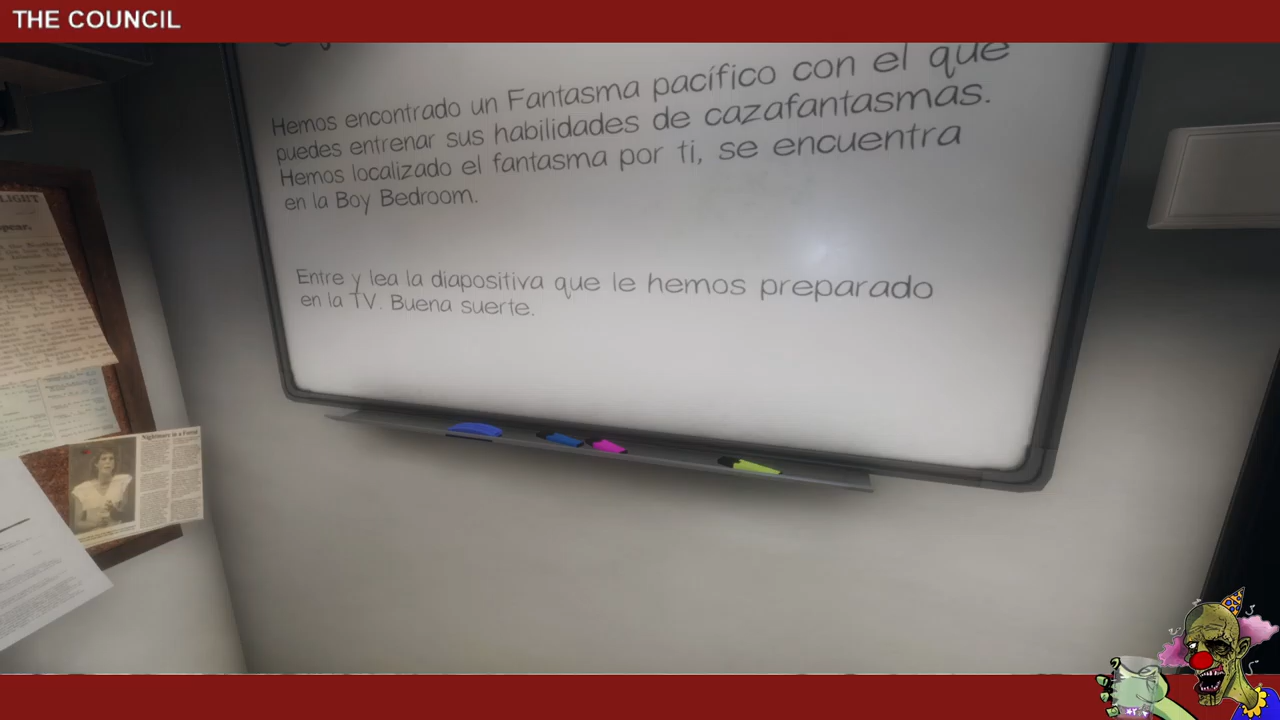 THE COUNCIL
Hemos encontrado un Fantasma pacífico con el que
puedes entrenar sus habilidades de cazafantasmas.
Hemos localizado el fantasma por ti, se encuentra
en la Boy Bedroom.
Entre y lea la diapositiva que le hemos preparado
en la TV. Buena suerte.